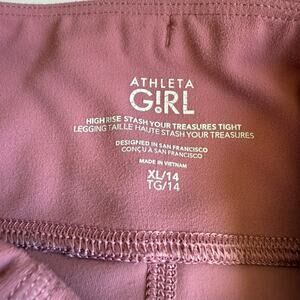 ATHLETA
G!RL
HIGH RISE STASH YOUR TREASURES TIGHT
LEGGING TAILLE HAUTE STASH YOUR TREASURES
DESIGNED IN SAN FRANCISCO
CONÇU A SAN FRANCISCO
MADE IN VIETNAM
XL/14
TG/14